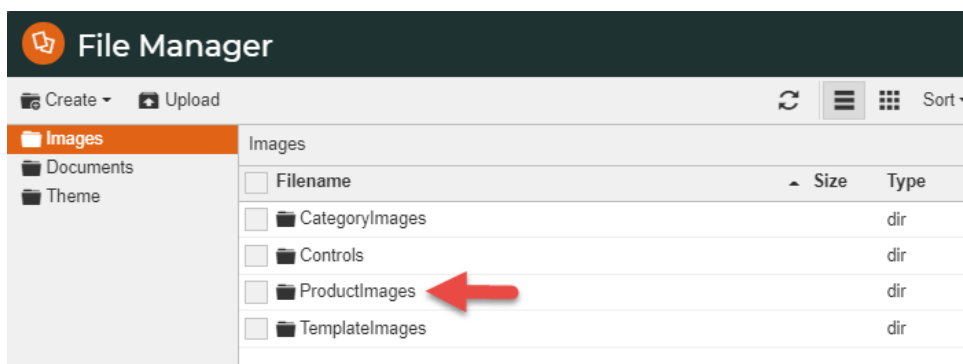 File Manager
Create Upload Sort
Images
Documents
Theme
Images
Filename Size Type
CategoryImages dir
Controls dir
ProductImages dir
TemplateImages dir